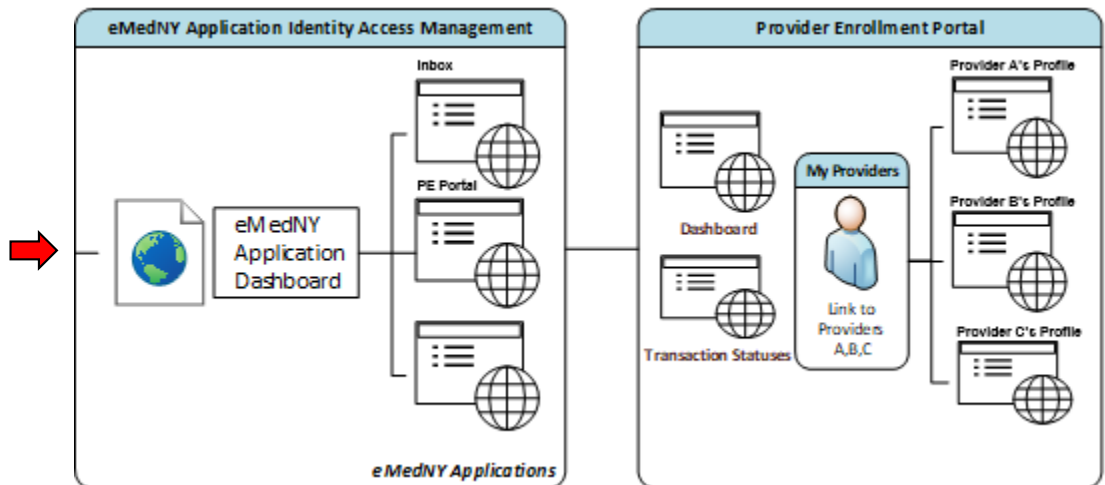 eMedNY Application Identity Access Management
Inbox
PE Portal
eMedNY
Application
Dashboard
eMedNY Applications
Provider Enrollment Portal
Dashboard
Transaction Statuses
My Providers
Link to
Providers
A,B,C
Provider A's Profile
Provider B's Profile
Provider C's Profile